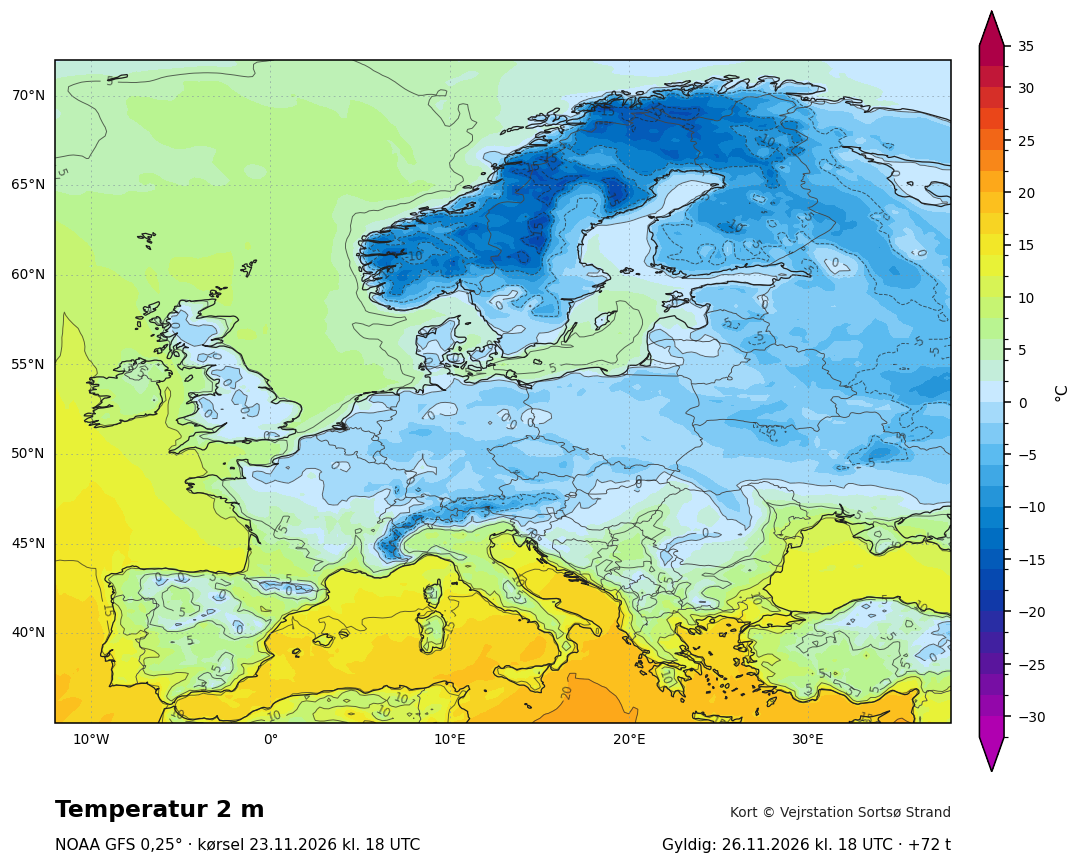 35
30
25
20
15
10
5
0
−5
−10
−15
−20
−25
−30
°C
70°N
65°N
60°N
55°N
50°N
45°N
40°N
10°W 0° 10°E 20°E 30°E
Temperatur 2 m
Kort © Vejrstation Sortsø Strand
NOAA GFS 0,25° · kørsel 23.11.2026 kl. 18 UTC
Gyldig: 26.11.2026 kl. 18 UTC · +72 t